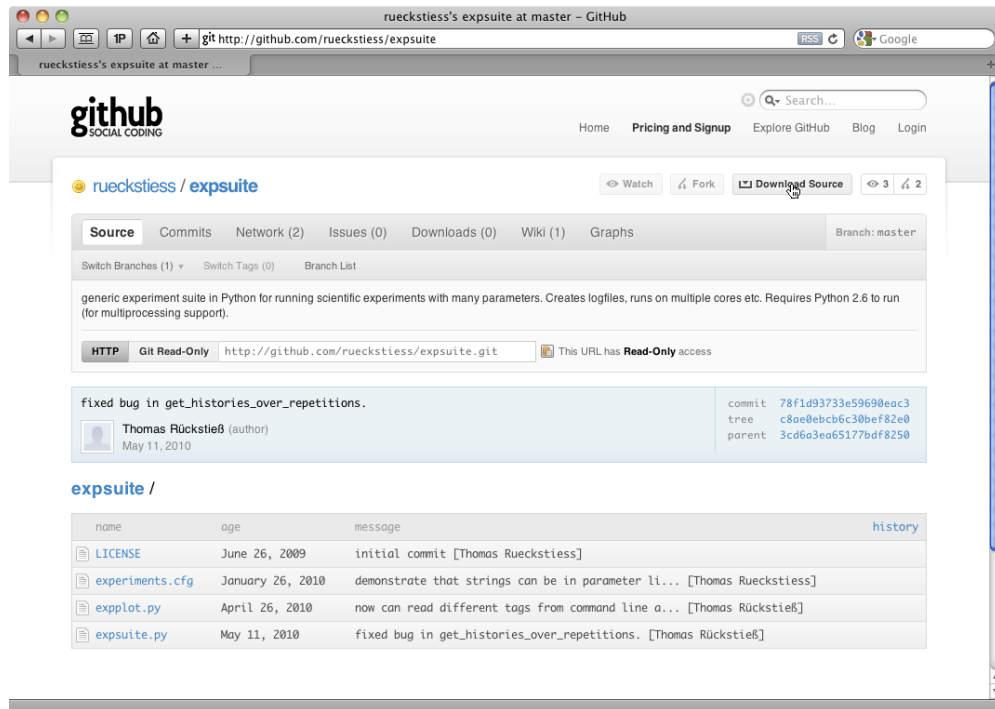 rueckstiess's expsuite at master – GitHub
1P + git http://github.com/rueckstiess/expsuite RSS Google
rueckstiess's expsuite at master ...
github
SOCIAL CODING
Search...
Home Pricing and Signup Explore GitHub Blog Login
rueckstiess / expsuite Watch Fork Download Source 3 2
Source Commits Network (2) Issues (0) Downloads (0) Wiki (1) Graphs Branch: master
Switch Branches (1) Switch Tags (0) Branch List
generic experiment suite in Python for running scientific experiments with many parameters. Creates logfiles, runs on multiple cores etc. Requires Python 2.6 to run
(for multiprocessing support).
HTTP Git Read-Only http://github.com/rueckstiess/expsuite.git This URL has Read-Only access
fixed bug in get_histories_over_repetitions.
Thomas Rückstieß (author)
May 11, 2010
commit 78f1d93733e59690eac3
tree c8ae0ebcb6c30bef82e0
parent 3cd6a3ea65177bdf8250
expsuite /
name age message history
LICENSE June 26, 2009 initial commit [Thomas Rueckstiess]
experiments.cfg January 26, 2010 demonstrate that strings can be in parameter li... [Thomas Rueckstiess]
expplot.py April 26, 2010 now can read different tags from command line a... [Thomas Rückstieß]
expsuite.py May 11, 2010 fixed bug in get_histories_over_repetitions. [Thomas Rückstieß]